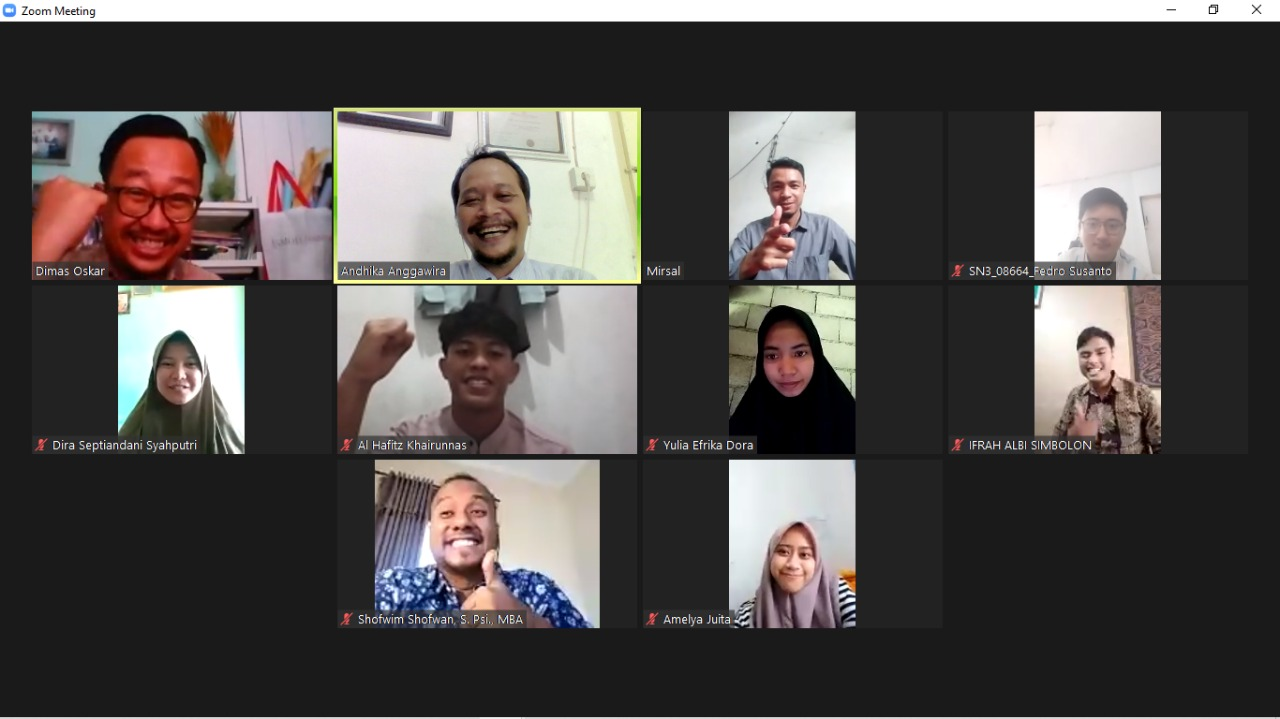 Zoom Meeting
Dimas Oskar
Andhika Anggawira
Mirsal
SN3_08664_Fedro Susanto
Dira Septiandani Syahputri
Al Hafitz Khairunnas
Yulia Efrika Dora
IFRAH ALBI SIMBOLON
Shofwim Shofwan, S. Psi., MBA
Amelya Juita